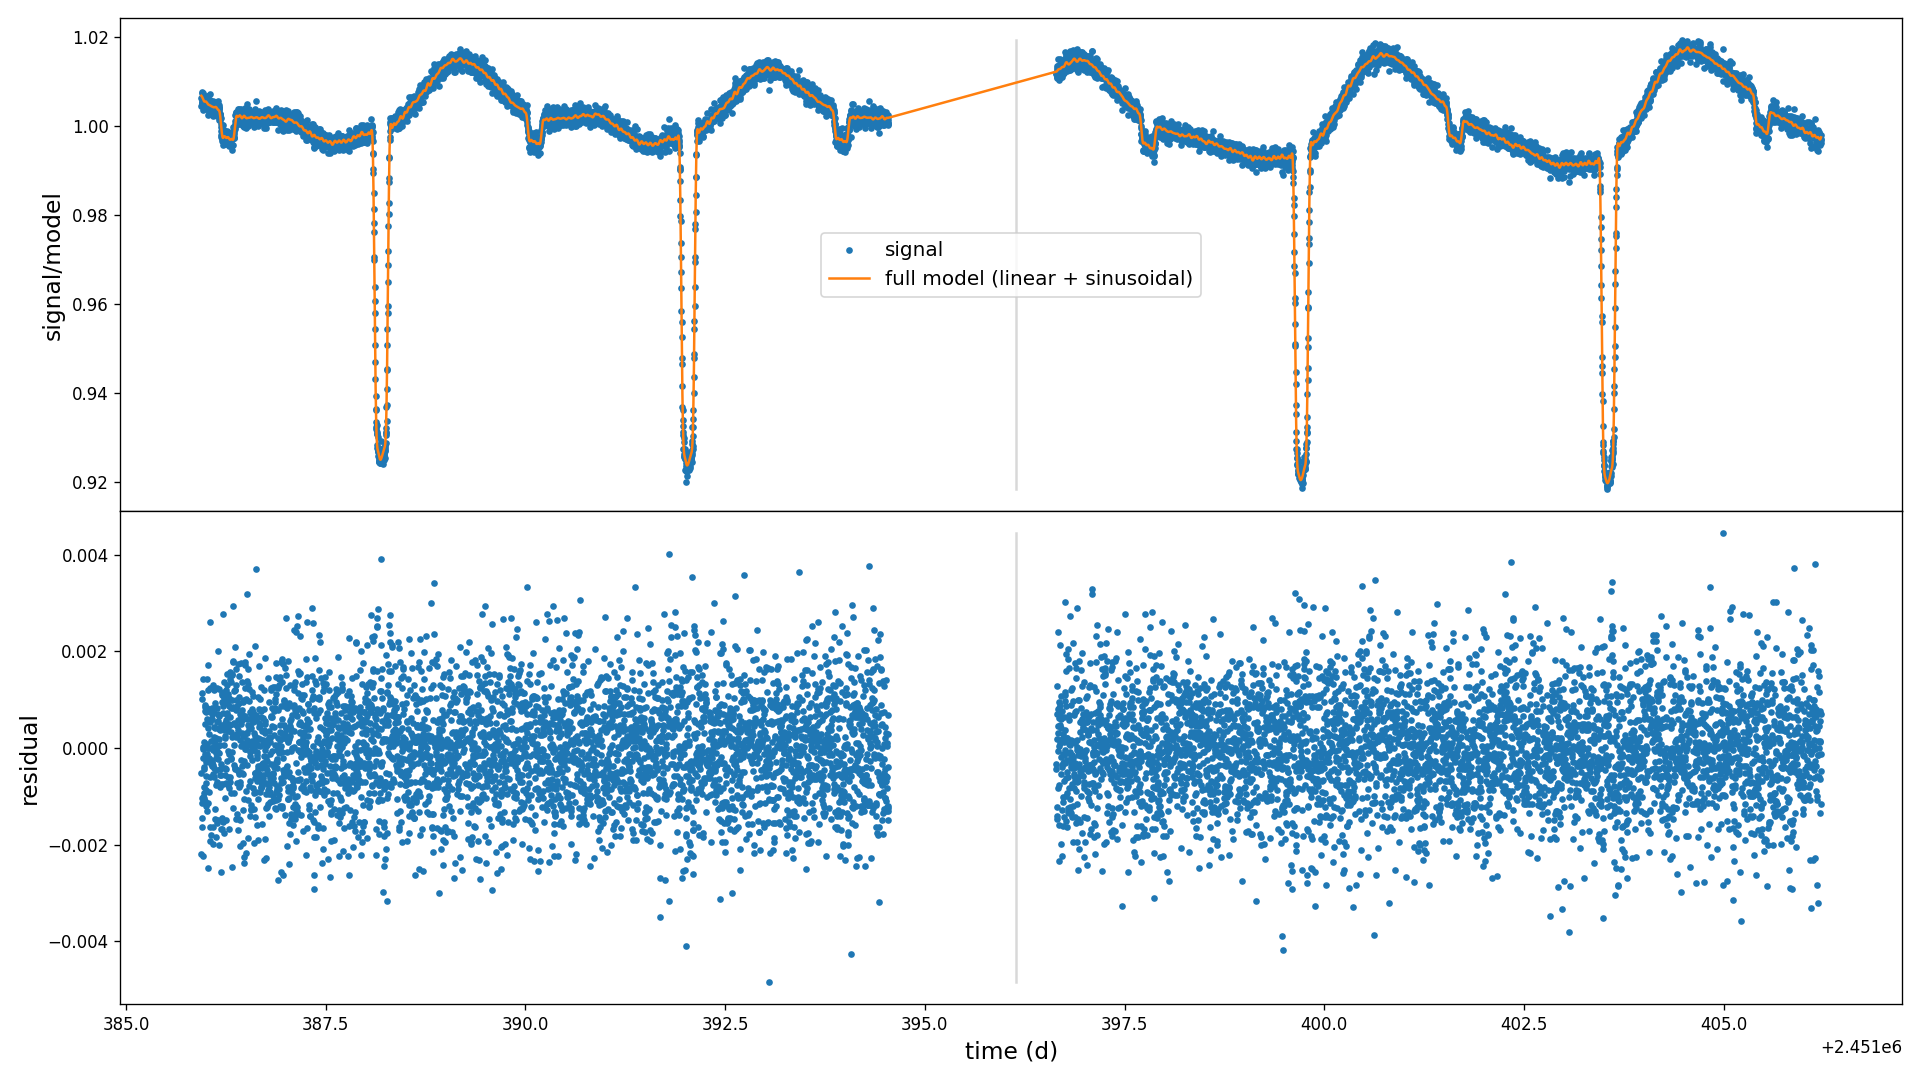 1.02
1.00
0.98
0.96
0.94
0.92
signal/model
signal
full model (linear + sinusoidal)
0.004
0.002
0.000
−0.002
−0.004
residual
385.0 387.5 390.0 392.5 395.0 397.5 400.0 402.5 405.0
time (d)
+2.451e6